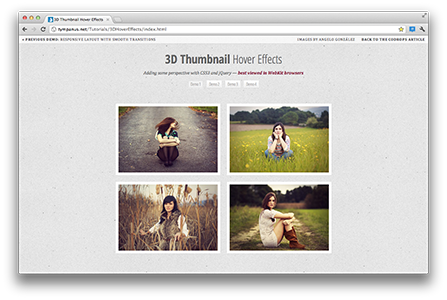 3D Thumbnail Hover Effects
tympanus.net/Tutorials/3DHoverEffects/index.html
« PREVIOUS DEMO: RESPONSIVE LAYOUT WITH SMOOTH TRANSITIONS
IMAGES BY ANGELO GONZÁLEZ
BACK TO THE CODROPS ARTICLE
3D Thumbnail Hover Effects
Adding some perspective with CSS3 and jQuery — best viewed in WebKit browsers
Demo 1
Demo 2
Demo 3
Demo 4